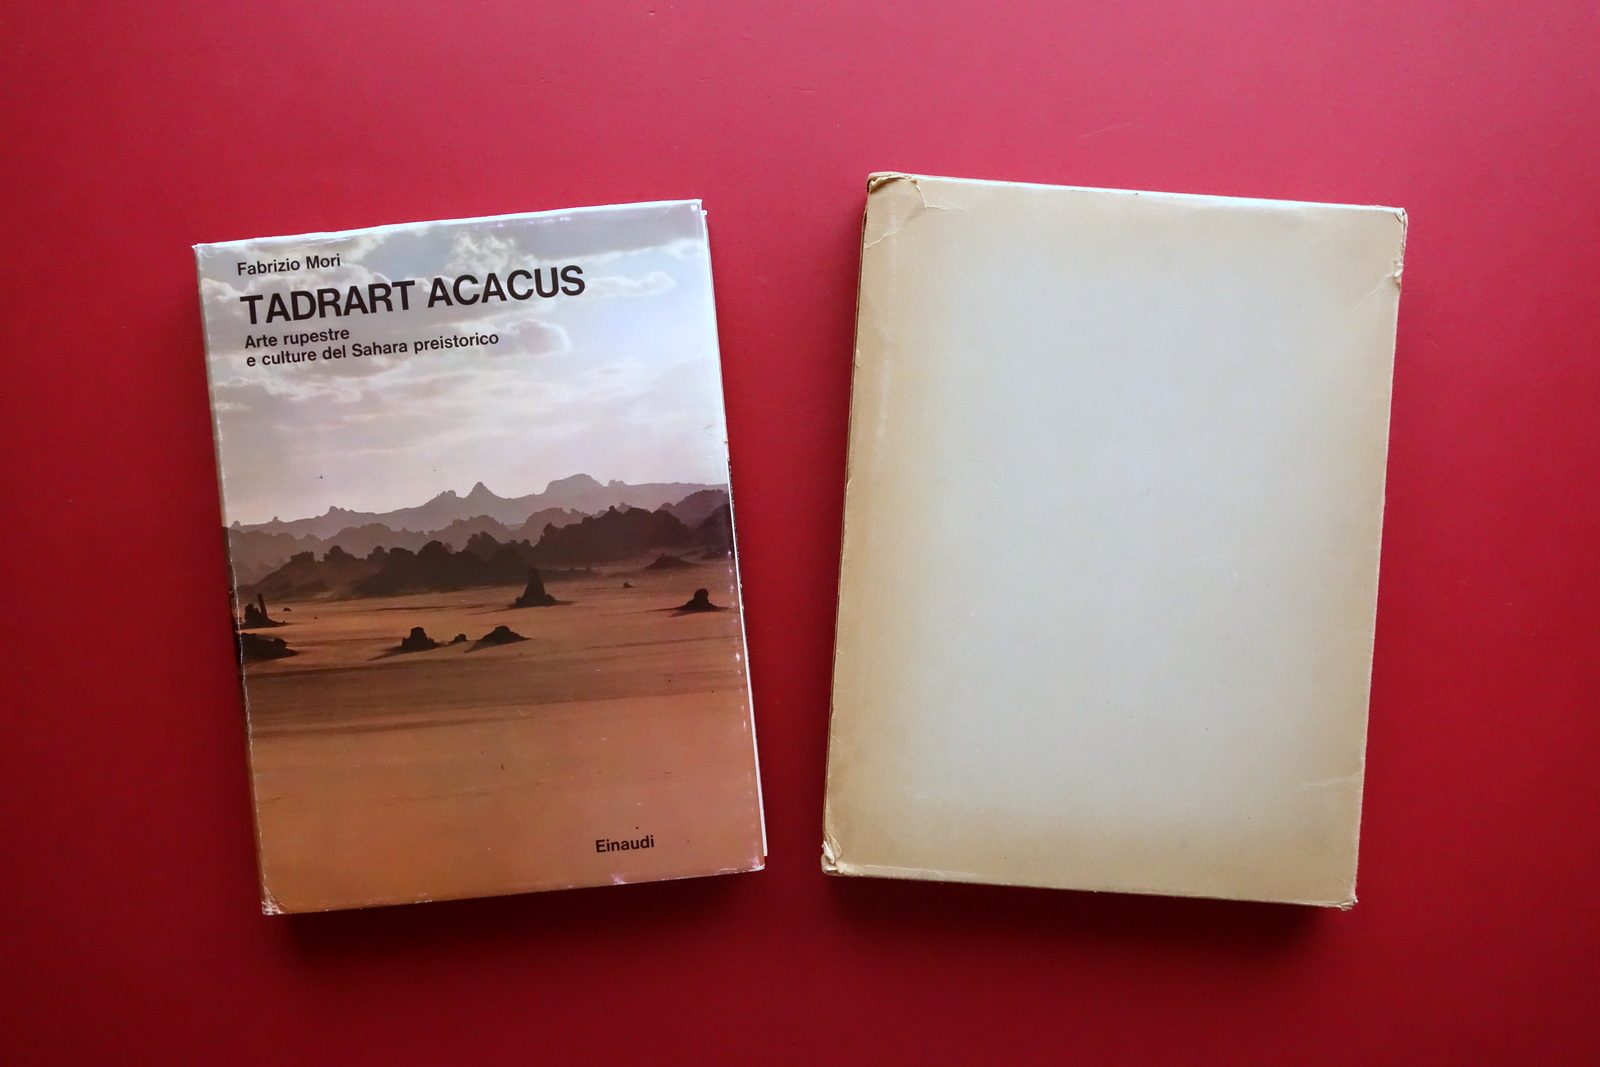 Fabrizio Mori
TADRART ACACUS
Arte rupestre
e culture del Sahara preistorico
Einaudi